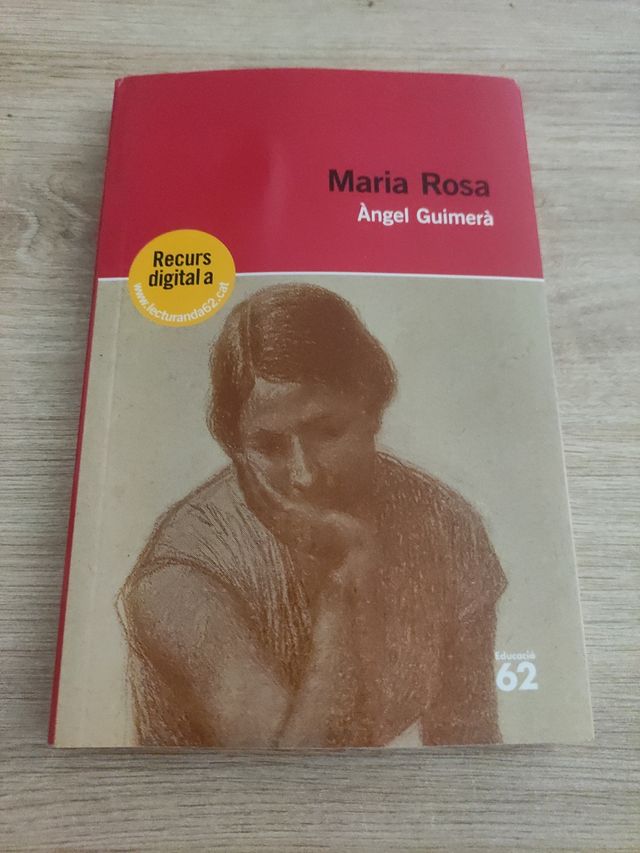 Maria Rosa
Àngel Guimerà
Recurs
digital a
www.lecturanda62.cat
Educació
62